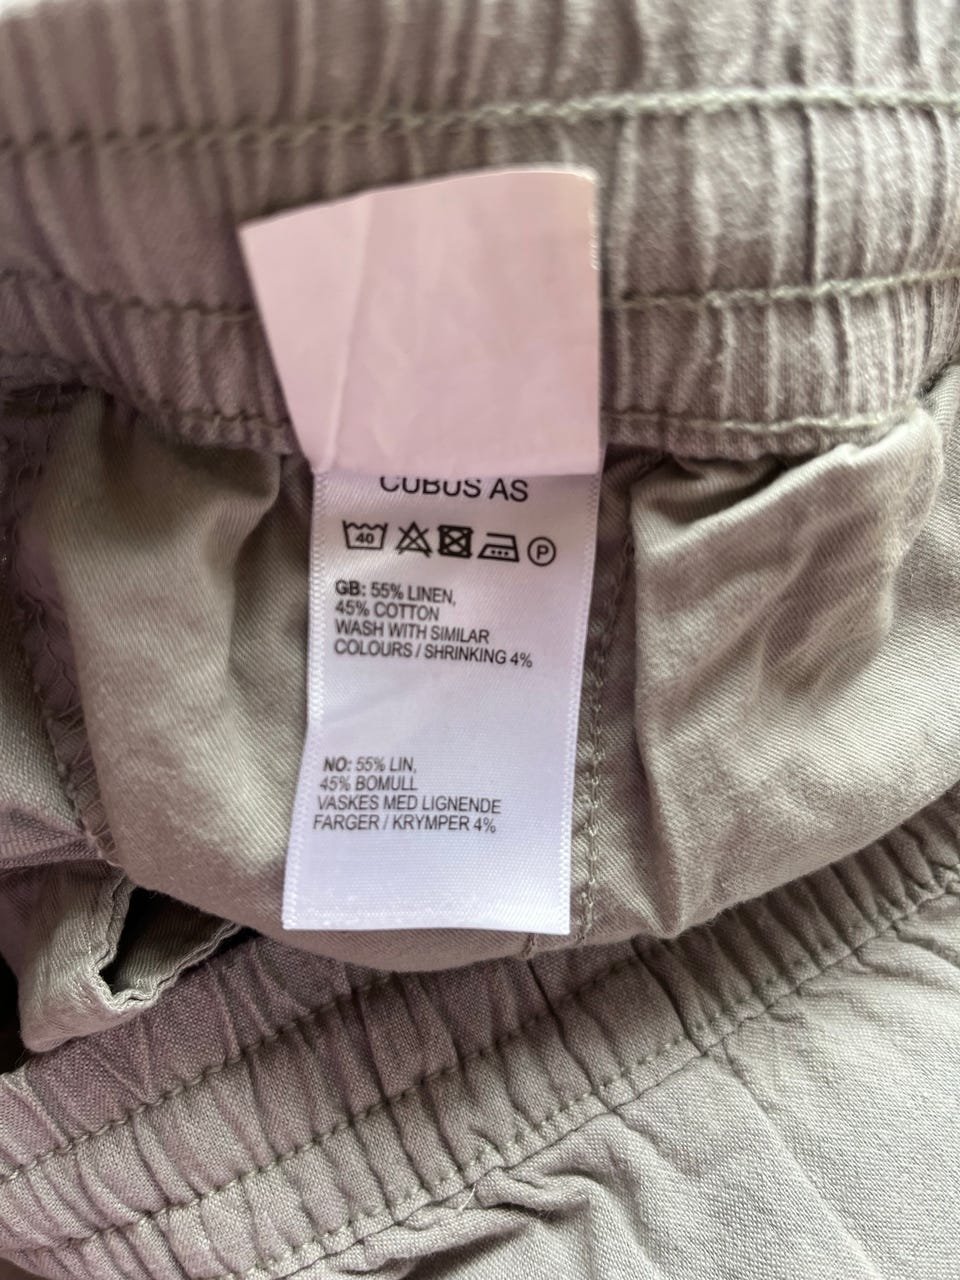 CUBUS AS
40 P
GB: 55% LINEN,
45% COTTON
WASH WITH SIMILAR
COLOURS / SHRINKING 4%
NO: 55% LIN,
45% BOMULL
VASKES MED LIGNENDE
FARGER / KRYMPER 4%